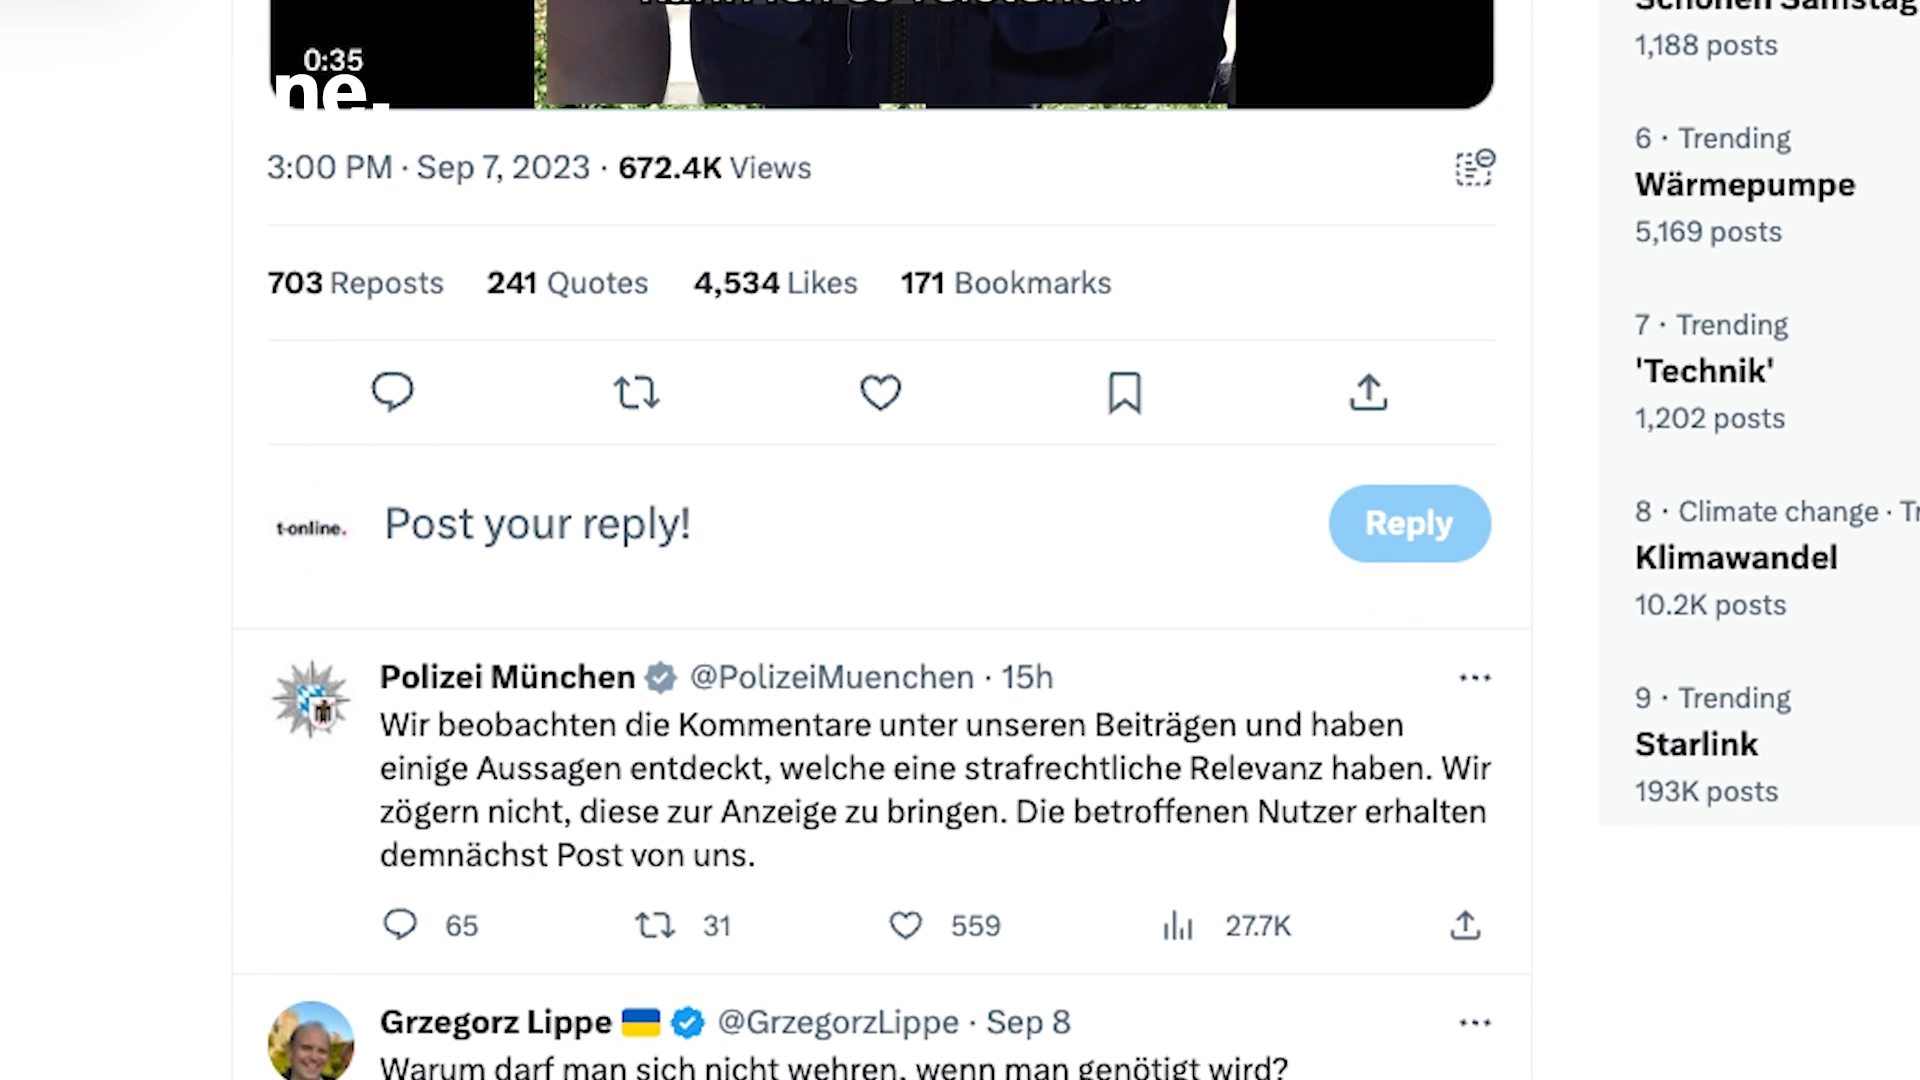 0:35
ne.
3:00 PM · Sep 7, 2023 · 672.4K Views
703 Reposts 241 Quotes 4,534 Likes 171 Bookmarks
t-online. Post your reply! Reply
Polizei München @PolizeiMuenchen · 15h
Wir beobachten die Kommentare unter unseren Beiträgen und haben
einige Aussagen entdeckt, welche eine strafrechtliche Relevanz haben. Wir
zögern nicht, diese zur Anzeige zu bringen. Die betroffenen Nutzer erhalten
demnächst Post von uns.
65 31 559 27.7K
Grzegorz Lippe @GrzegorzLippe · Sep 8
Warum darf man sich nicht wehren, wenn man genötigt wird?
Schönen Samstag
1,188 posts
6 · Trending
Wärmepumpe
5,169 posts
7 · Trending
'Technik'
1,202 posts
8 · Climate change · Tr
Klimawandel
10.2K posts
9 · Trending
Starlink
193K posts